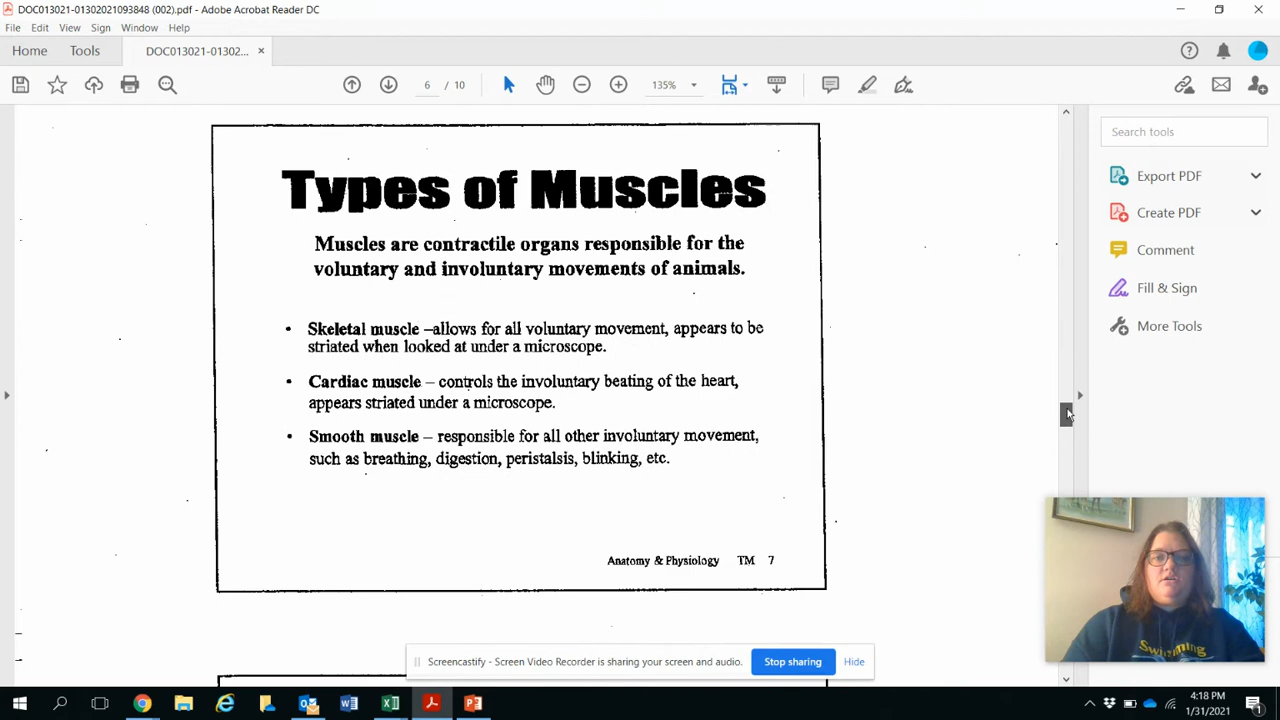 DOC013021-01302021093848 (002).pdf - Adobe Acrobat Reader DC
File Edit View Sign Window Help
Home Tools DOC013021-01302... ×
6 / 10 135%
Search tools
Export PDF
Create PDF
Comment
Fill & Sign
More Tools
Types of Muscles
Muscles are contractile organs responsible for the
voluntary and involuntary movements of animals.
• Skeletal muscle –allows for all voluntary movement, appears to be
striated when looked at under a microscope.
• Cardiac muscle – controls the involuntary beating of the heart,
appears striated under a microscope.
• Smooth muscle – responsible for all other involuntary movement,
such as breathing, digestion, peristalsis, blinking, etc.
Anatomy & Physiology TM 7
Swimming
Screencastify - Screen Video Recorder is sharing your screen and audio. Stop sharing Hide
4:18 PM
1/31/2021